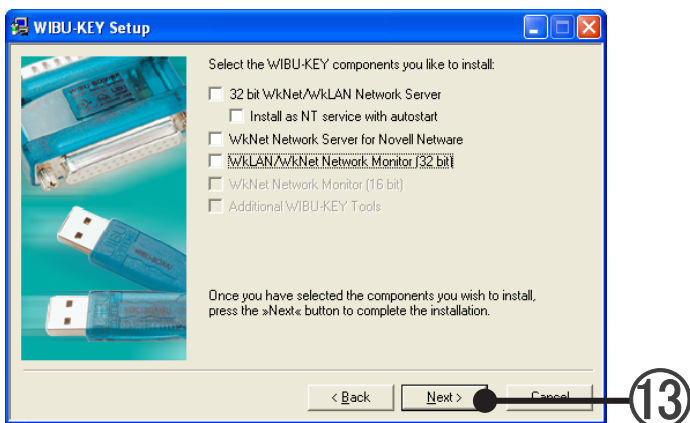 WIBU-KEY Setup
Select the WIBU-KEY components you like to install:
32 bit WkNet/WkLAN Network Server
Install as NT service with autostart
WkNet Network Server for Novell Netware
WkLAN/WkNet Network Monitor (32 bit)
WkNet Network Monitor (16 bit)
Additional WIBU-KEY Tools
Once you have selected the components you wish to install,
press the »Next« button to complete the installation.
< Back Next > Cancel
13